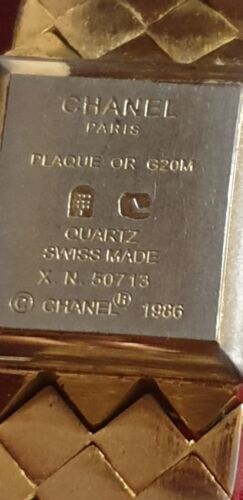 CHANEL
PARIS
PLAQUE OR G20M
QUARTZ
SWISS MADE
X. N. 50713
© CHANEL® 1986